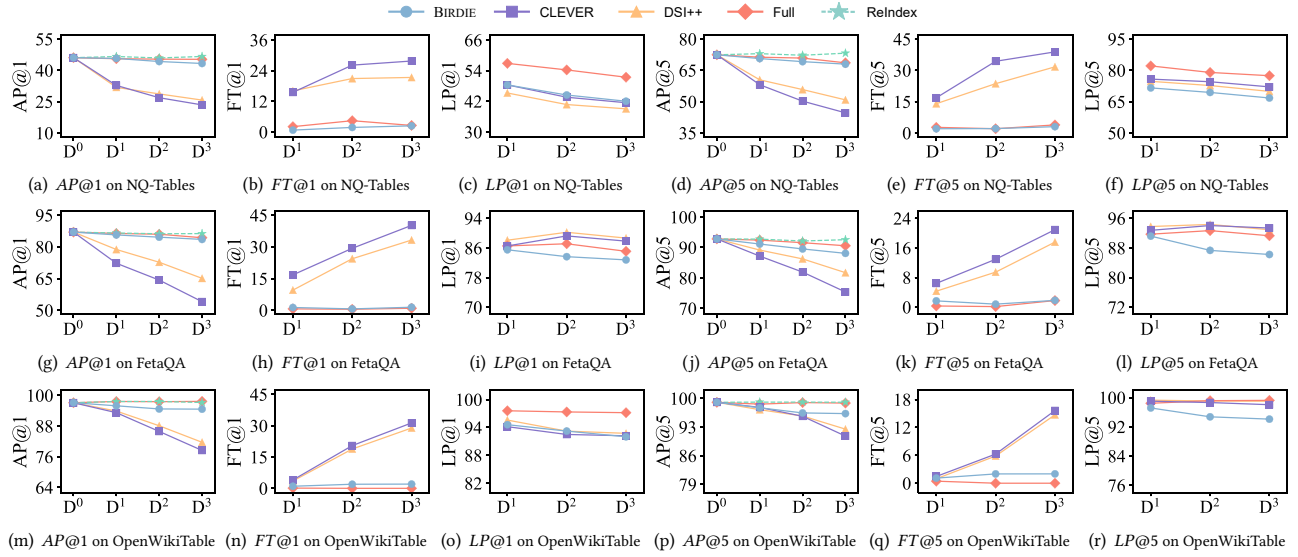 BIRDIE CLEVER DSI++ Full ReIndex
AP@1 55 40 25 10 D0 D1 D2 D3
FT@1 36 24 12 0 D1 D2 D3
LP@1 66 54 42 30 D1 D2 D3
AP@5 80 65 50 35 D0 D1 D2 D3
FT@5 45 30 15 0 D1 D2 D3
LP@5 90 80 70 60 50 D1 D2 D3
(a) AP@1 on NQ-Tables
(b) FT@1 on NQ-Tables
(c) LP@1 on NQ-Tables
(d) AP@5 on NQ-Tables
(e) FT@5 on NQ-Tables
(f) LP@5 on NQ-Tables
AP@1 95 80 65 50 D0 D1 D2 D3
FT@1 45 30 15 0 D1 D2 D3
LP@1 94 86 78 70 D1 D2 D3
AP@5 100 90 80 70 D0 D1 D2 D3
FT@5 24 16 8 0 D1 D2 D3
LP@5 96 88 80 72 D1 D2 D3
(g) AP@1 on FetaQA
(h) FT@1 on FetaQA
(i) LP@1 on FetaQA
(j) AP@5 on FetaQA
(k) FT@5 on FetaQA
(l) LP@5 on FetaQA
AP@1 100 88 76 64 D0 D1 D2 D3
FT@1 45 30 15 0 D1 D2 D3
LP@1 100 94 88 82 D1 D2 D3
AP@5 100 93 86 79 D0 D1 D2 D3
FT@5 18 12 6 0 D1 D2 D3
LP@5 100 92 84 76 D1 D2 D3
(m) AP@1 on OpenWikiTable
(n) FT@1 on OpenWikiTable
(o) LP@1 on OpenWikiTable
(p) AP@5 on OpenWikiTable
(q) FT@5 on OpenWikiTable
(r) LP@5 on OpenWikiTable